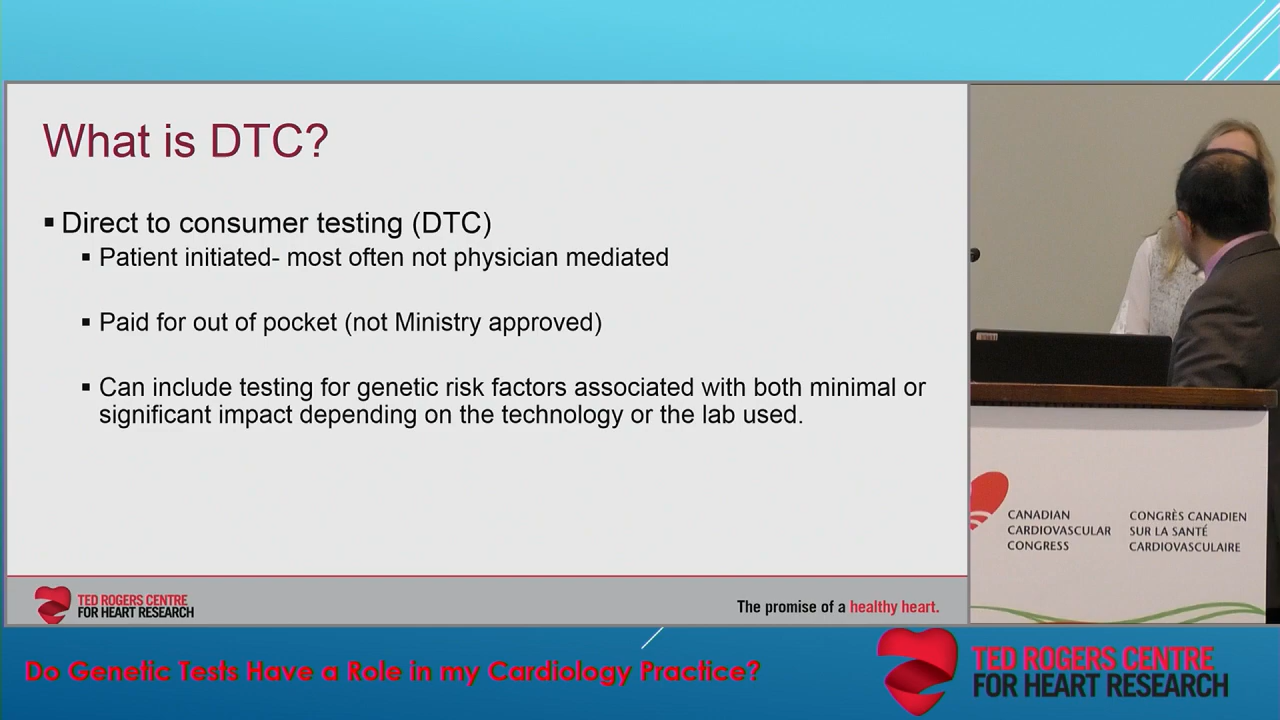 What is DTC?
▪ Direct to consumer testing (DTC)
▪ Patient initiated- most often not physician mediated
▪ Paid for out of pocket (not Ministry approved)
▪ Can include testing for genetic risk factors associated with both minimal or
significant impact depending on the technology or the lab used.
TED ROGERS CENTRE
FOR HEART RESEARCH
The promise of a healthy heart.
CANADIAN
CARDIOVASCULAR
CONGRESS
CONGRÈS CANADIEN
SUR LA SANTÉ
CARDIOVASCULAIRE
Do Genetic Tests Have a Role in my Cardiology Practice?
TED ROGERS CENTRE
FOR HEART RESEARCH